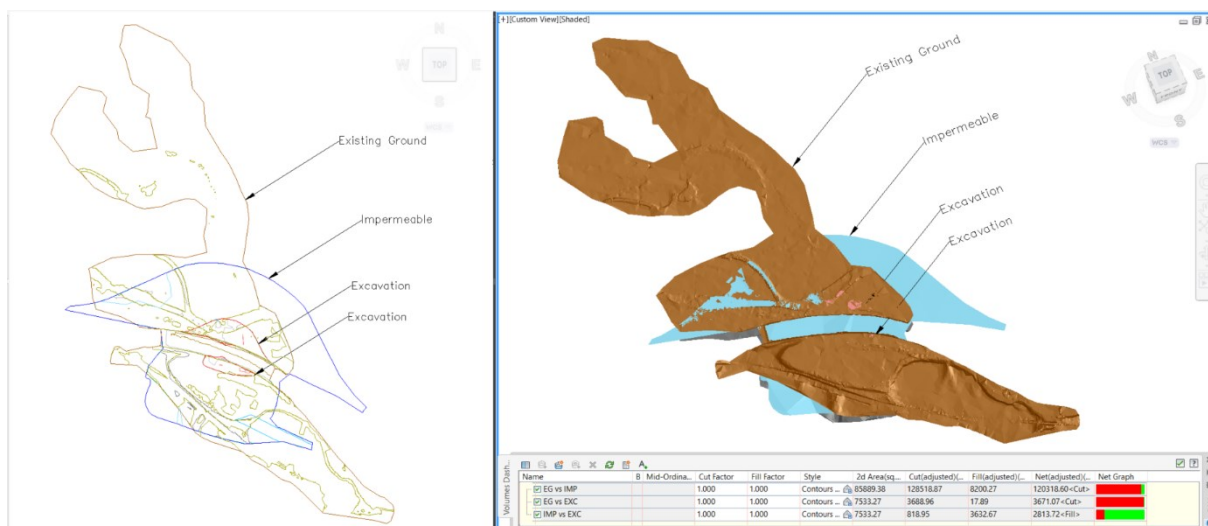 N
W
TOP
E
S
WCS
Existing Ground
Impermeable
Excavation
Excavation
[+][Custom View][Shaded]
Existing Ground
Impermeable
Excavation
Excavation
N
W
TOP
E
S
WCS
Volumes Dash...
Name B Mid-Ordina... Cut Factor Fill Factor Style 2d Area(sq.... Cut(adjusted)(... Fill(adjusted)(... Net(adjusted)(... Net Graph
EG vs IMP 1.000 1.000 Contours ... 85889.38 128518.87 8200.27 120318.60<Cut>
EG vs EXC 1.000 1.000 Contours ... 7533.27 3688.96 17.89 3671.07<Cut>
IMP vs EXC 1.000 1.000 Contours ... 7533.27 818.95 3632.67 2813.72<Fill>